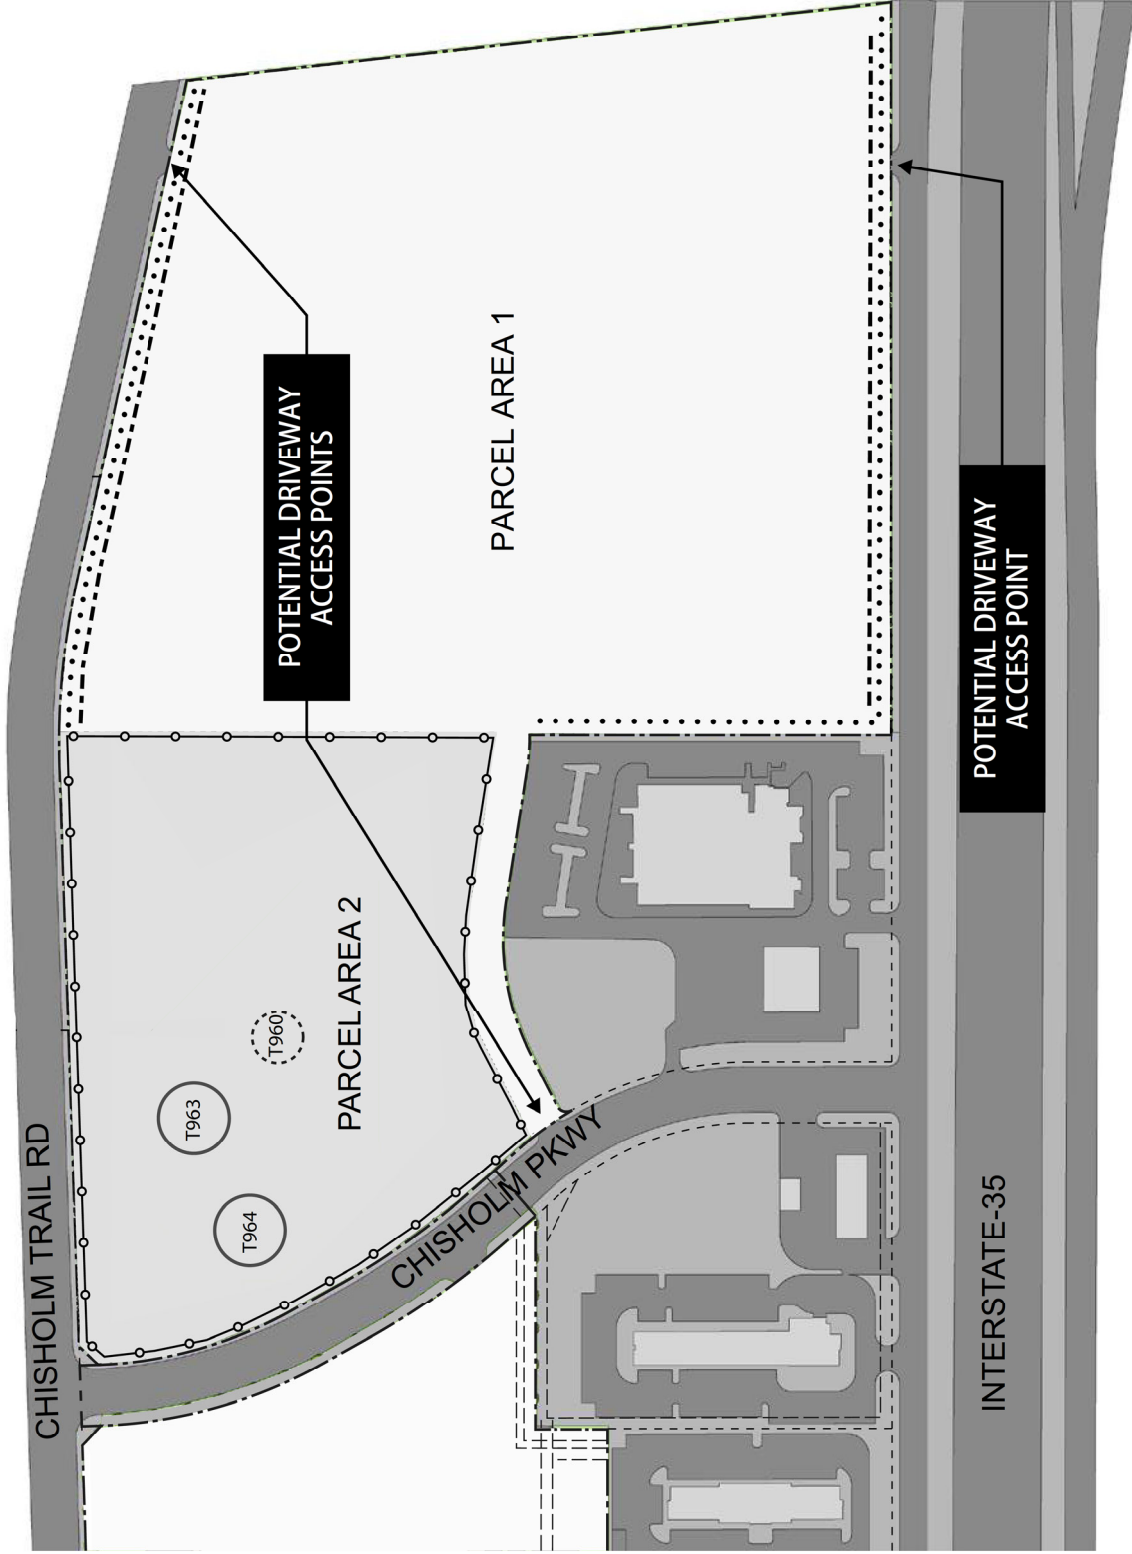 CHISHOLM TRAIL RD
POTENTIAL DRIVEWAY
ACCESS POINTS
PARCEL AREA 1
PARCEL AREA 2
T960
T963
T964
CHISHOLM PKWY
POTENTIAL DRIVEWAY
ACCESS POINT
INTERSTATE-35